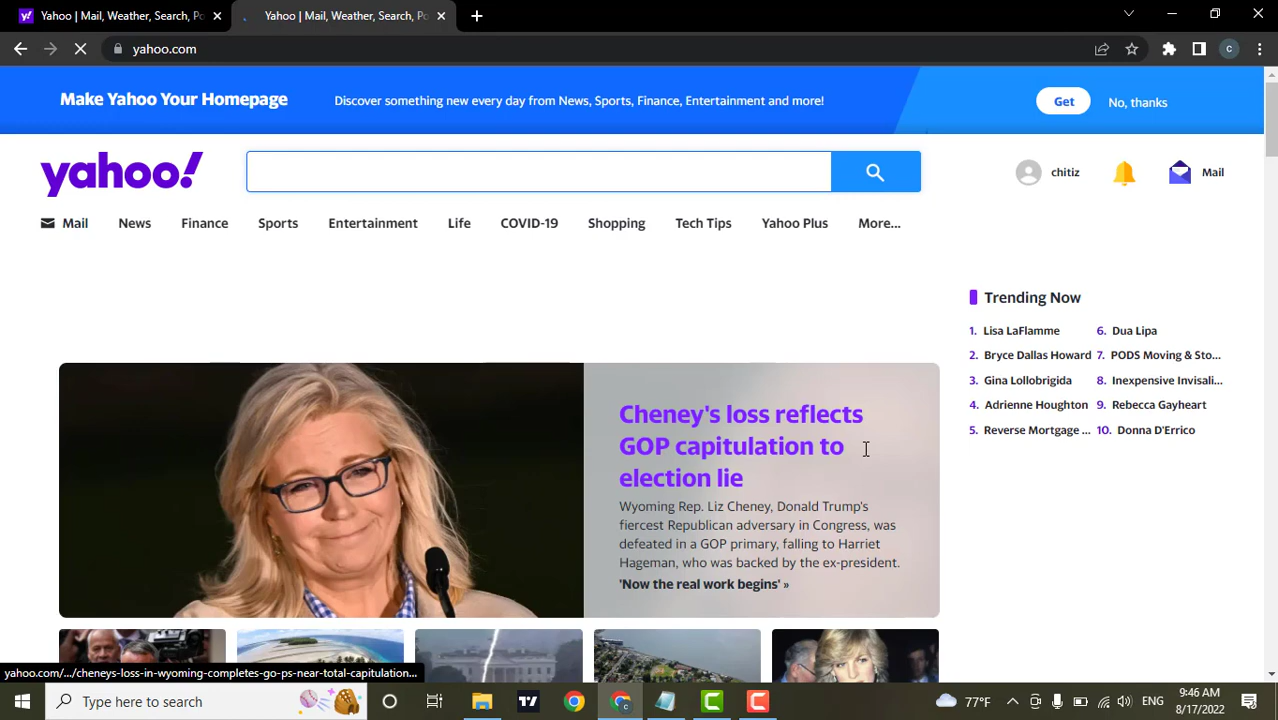 Yahoo | Mail, Weather, Search, Po
Yahoo | Mail, Weather, Search, Po
yahoo.com
Make Yahoo Your Homepage
Discover something new every day from News, Sports, Finance, Entertainment and more!
Get
No, thanks
yahoo!
chitiz
Mail
Mail
News
Finance
Sports
Entertainment
Life
COVID-19
Shopping
Tech Tips
Yahoo Plus
More...
Trending Now
1. Lisa LaFlamme
2. Bryce Dallas Howard
3. Gina Lollobrigida
4. Adrienne Houghton
5. Reverse Mortgage ...
6. Dua Lipa
7. PODS Moving & Sto...
8. Inexpensive Invisali...
9. Rebecca Gayheart
10. Donna D'Errico
Cheney's loss reflects
GOP capitulation to
election lie
Wyoming Rep. Liz Cheney, Donald Trump's
fiercest Republican adversary in Congress, was
defeated in a GOP primary, falling to Harriet
Hageman, who was backed by the ex-president.
'Now the real work begins' »
yahoo.com/.../cheneys-loss-in-wyoming-completes-go-ps-near-total-capitulation...
Type here to search
77°F
ENG
9:46 AM
8/17/2022